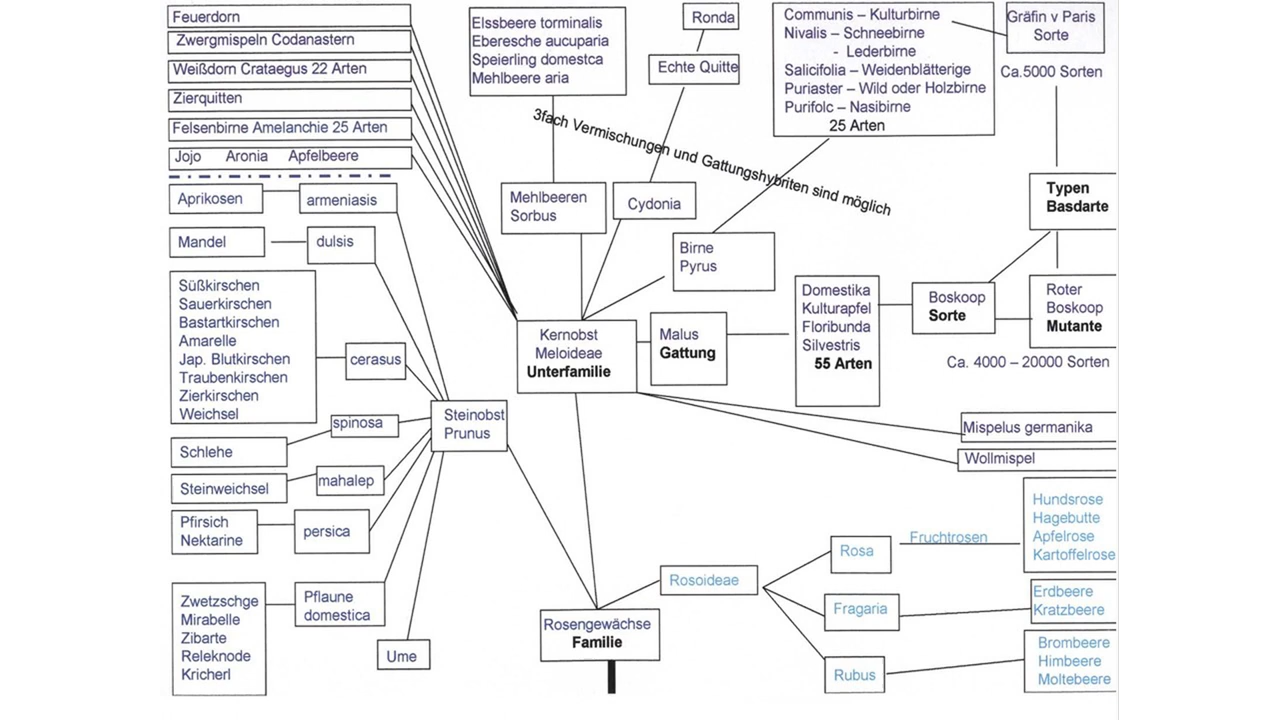 Feuerdorn
Zwergmispeln Codanastern
Weißdorn Crataegus 22 Arten
Zierquitten
Felsenbirne Amelanchie 25 Arten
Jojo Aronia Apfelbeere
Aprikosen
armeniasis
Mandel
dulsis
Süßkirschen
Sauerkirschen
Bastartkirschen
Amarelle
Jap. Blutkirschen
Traubenkirschen
Zierkirschen
Weichsel
cerasus
spinosa
Schlehe
mahalep
Steinweichsel
Pfirsich
Nektarine
persica
Zwetzschge
Mirabelle
Zibarte
Releknode
Kricherl
Pflaune
domestica
Ume
Steinobst
Prunus
Elssbeere torminalis
Eberesche aucuparia
Speierling domestca
Mehlbeere aria
Ronda
Echte Quitte
Communis – Kulturbirne
Nivalis – Schneebirne
- Lederbirne
Salicifolia – Weidenblätterige
Puriaster – Wild oder Holzbirne
Purifolc – Nasibirne
25 Arten
Gräfin v Paris
Sorte
Ca.5000 Sorten
3fach Vermischungen und Gattungshybriten sind möglich
Mehlbeeren
Sorbus
Cydonia
Birne
Pyrus
Typen
Basdarte
Kernobst
Meloideae
Unterfamilie
Malus
Gattung
Domestika
Kulturapfel
Floribunda
Silvestris
55 Arten
Boskoop
Sorte
Roter
Boskoop
Mutante
Ca. 4000 – 20000 Sorten
Mispelus germanika
Wollmispel
Rosengewächse
Familie
Rosoideae
Rosa
Fruchtrosen
Hundsrose
Hagebutte
Apfelrose
Kartoffelrose
Fragaria
Erdbeere
Kratzbeere
Rubus
Brombeere
Himbeere
Moltebeere